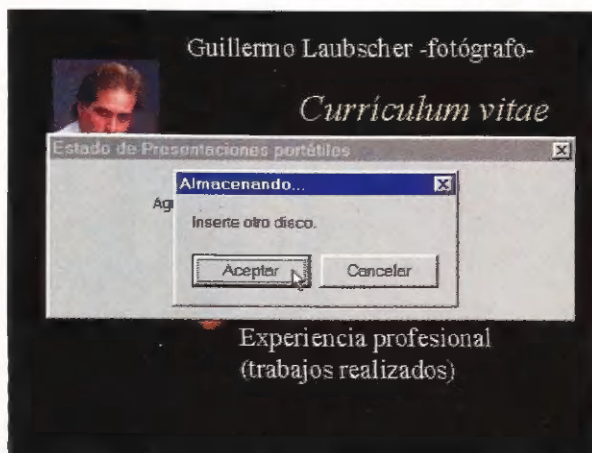 Guillermo Laubscher -fotógrafo-
Currículum vitae
Estado de Presentaciones portátiles
Almacenando...
Ag
Inserte otro disco.
Aceptar
Cancelar
Experiencia profesional
(trabajos realizados)